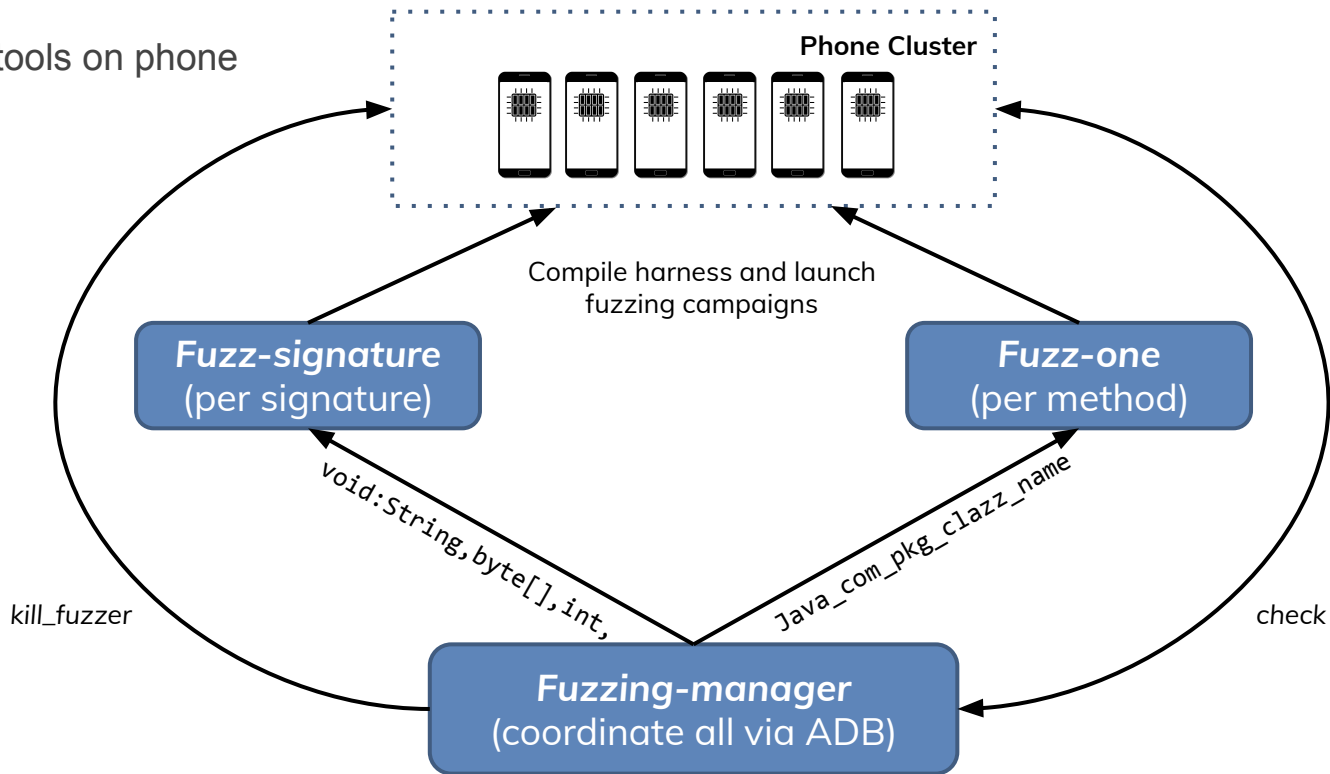 tools on phone
Phone Cluster
Compile harness and launch
fuzzing campaigns
Fuzz-signature
(per signature)
Fuzz-one
(per method)
void:String,byte[],int,
Java_com_pkg_clazz_name
kill_fuzzer
check
Fuzzing-manager
(coordinate all via ADB)